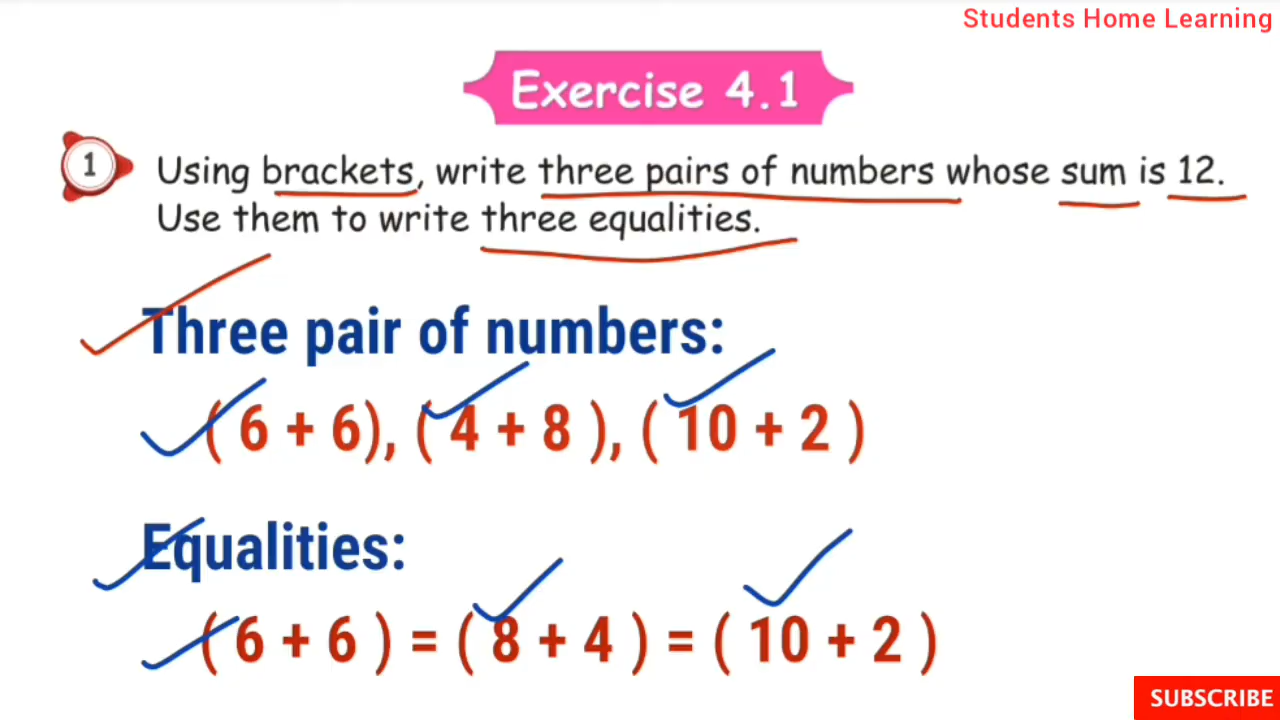 Students Home Learning
Exercise 4.1
1
Using brackets, write three pairs of numbers whose sum is 12.
Use them to write three equalities.
Three pair of numbers:
( 6 + 6), ( 4 + 8 ), ( 10 + 2 )
Equalities:
( 6 + 6 ) = ( 8 + 4 ) = ( 10 + 2 )
SUBSCRIBE